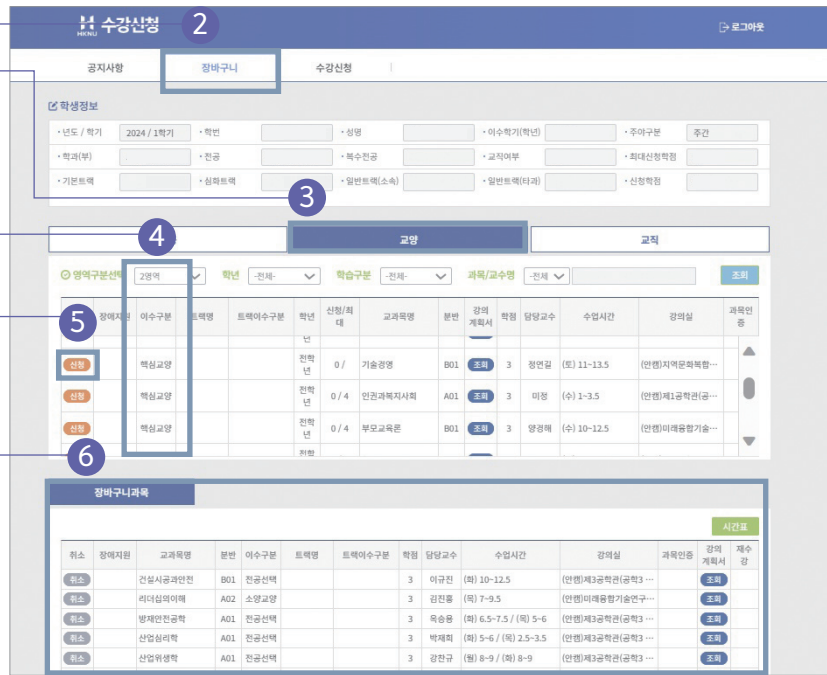 HKNU 수강신청
2
로그아웃
공지사항 장바구니 수강신청
학생정보
· 년도 / 학기 2024 / 1학기 · 학번 · 성명 · 이수학기(학년) · 주야구분 주간
· 학과(부) · 전공 · 복수전공 · 교직여부 · 최대신청학점
· 기본트랙 · 심화트랙 · 일반트랙(소속) · 일반트랙(타과) · 신청학점
3
4
교양 교직
영역구분선택 2영역 학년 -전체- 학습구분 -전체- 과목/교수명 -전체 조회
5
장애지원 이수구분 트랙명 트랙이수구분 학년 신청/최대 교과목명 분반 강의계획서 학점 담당교수 수업시간 강의실 과목인증
신청 핵심교양 전학년 0 / 기술경영 B01 조회 3 정연길 (토) 11~13.5 (안캠)지역문화복합…
신청 핵심교양 전학년 0 / 4 인권과복지사회 A01 조회 3 미정 (수) 1~3.5 (안캠)제1공학관(공…
신청 핵심교양 전학년 0 / 4 부모교육론 B01 조회 3 양경해 (수) 10~12.5 (안캠)미래융합기술…
6
장바구니과목
시간표
취소 장애지원 교과목명 분반 이수구분 트랙명 트랙이수구분 학점 담당교수 수업시간 강의실 과목인증 강의계획서 재수강
취소 건설시공과안전 B01 전공선택 3 이규진 (화) 10~12.5 (안캠)제3공학관(공학3 … 조회
취소 리더십의이해 A02 소양교양 3 김진홍 (목) 7~9.5 (안캠)미래융합기술연구… 조회
취소 방재안전공학 A01 전공선택 3 옥승용 (화) 6.5~7.5 / (목) 5~6 (안캠)제3공학관(공학3 … 조회
취소 산업심리학 A01 전공선택 3 박재희 (화) 5~6 / (목) 2.5~3.5 (안캠)제3공학관(공학3 … 조회
취소 산업위생학 A01 전공선택 3 강찬규 (월) 8~9 / (화) 8~9 (안캠)제3공학관(공학3 … 조회